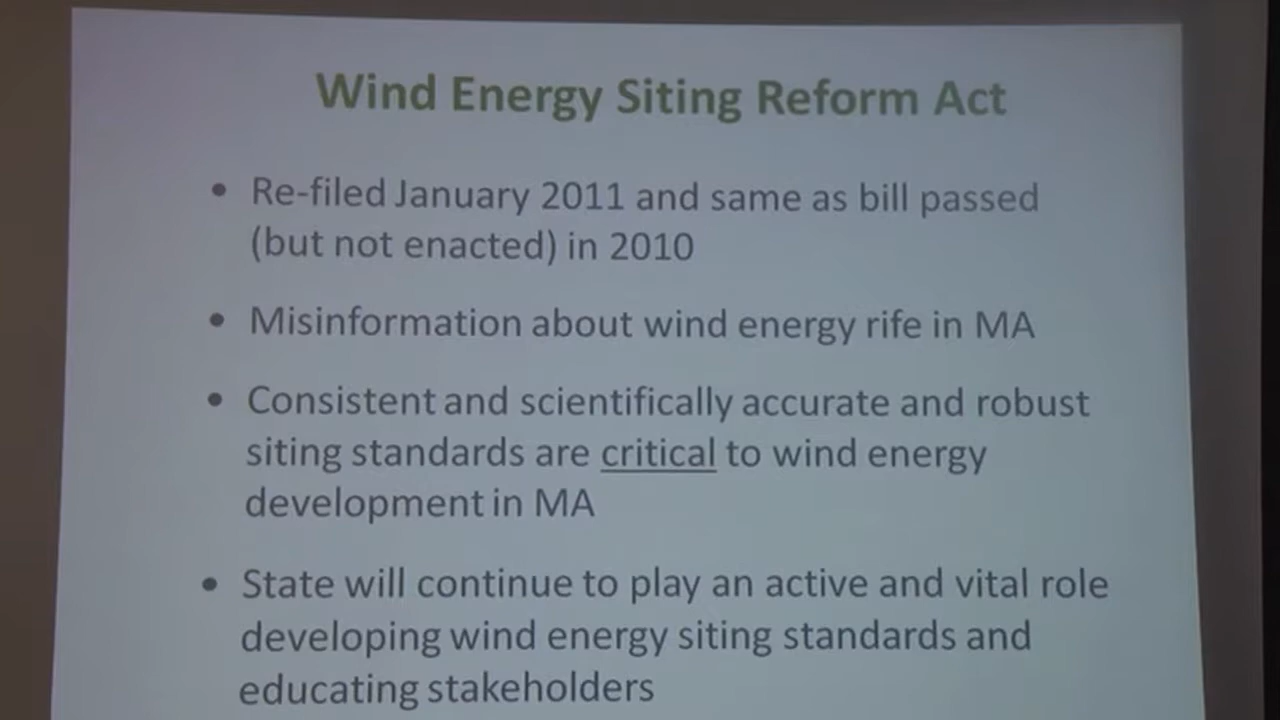 Wind Energy Siting Reform Act
• Re-filed January 2011 and same as bill passed
(but not enacted) in 2010
• Misinformation about wind energy rife in MA
• Consistent and scientifically accurate and robust
siting standards are critical to wind energy
development in MA
• State will continue to play an active and vital role
developing wind energy siting standards and
educating stakeholders